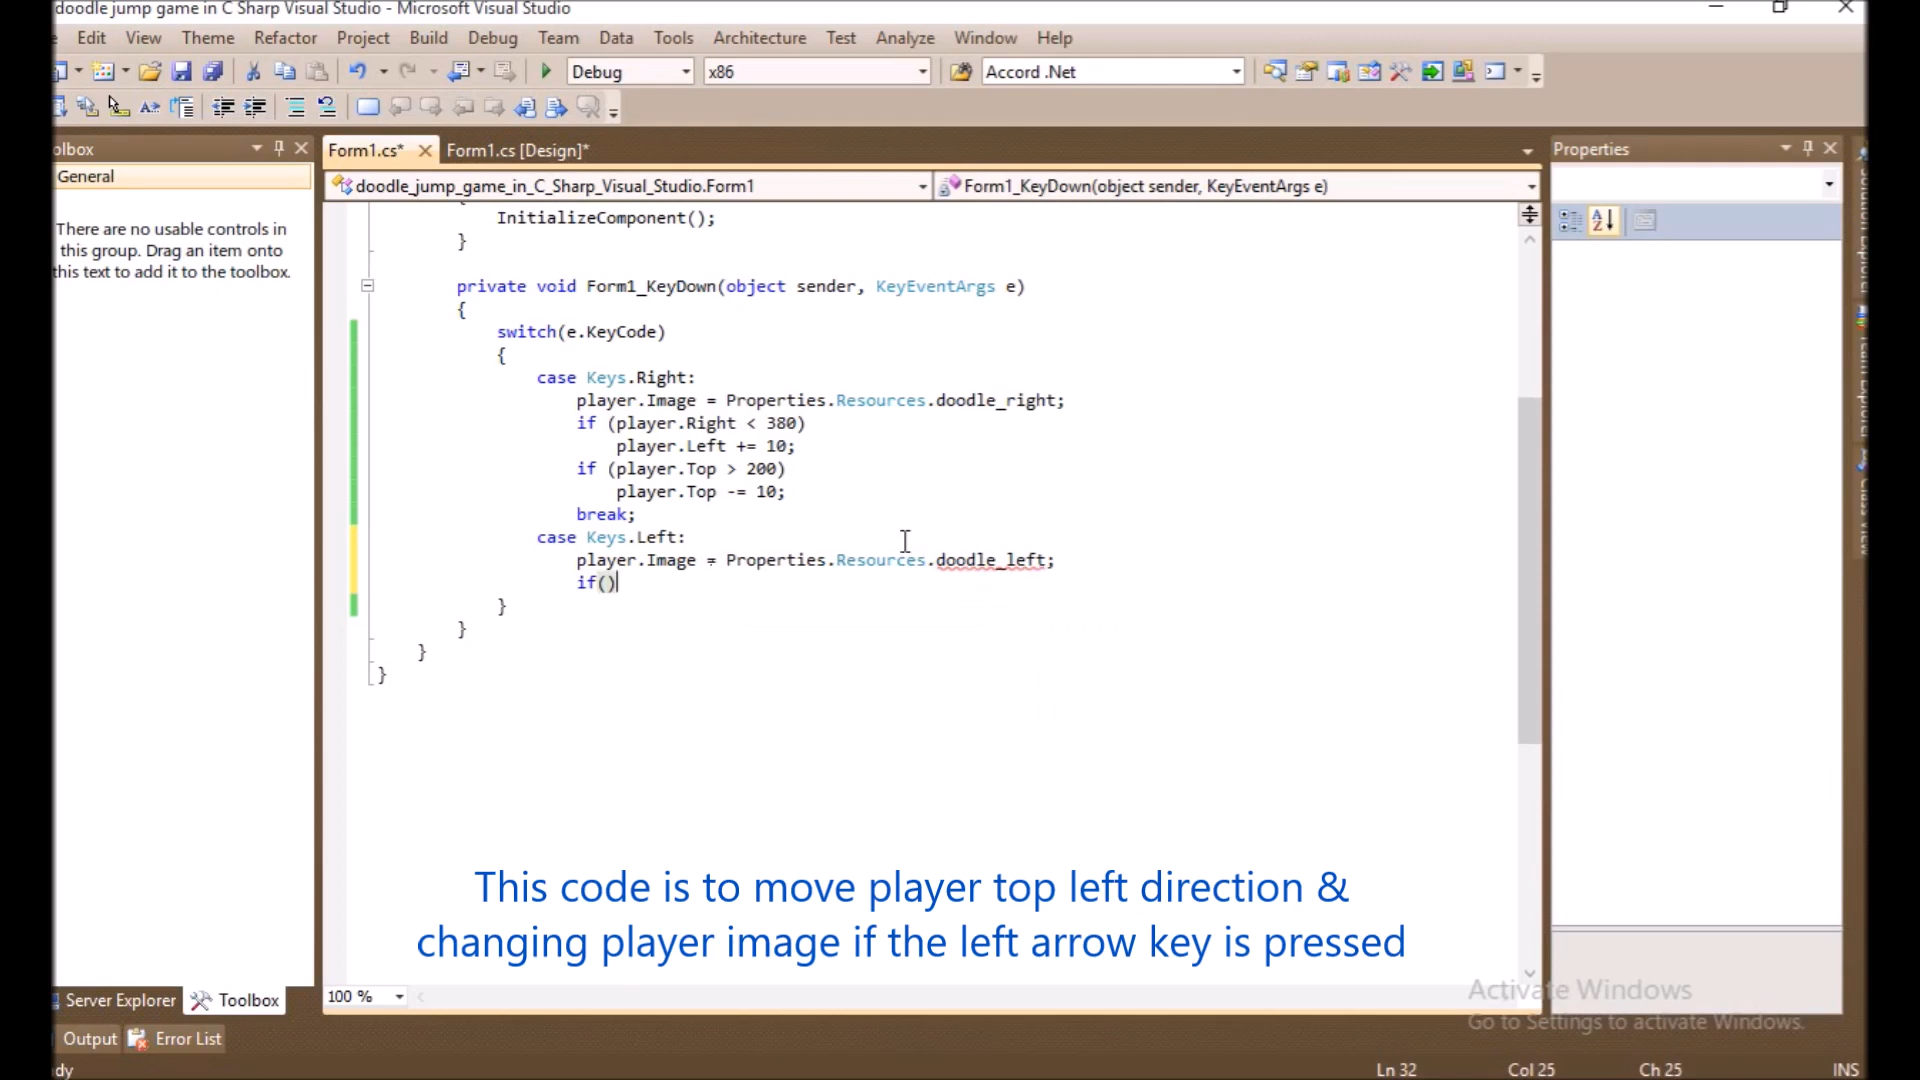 doodle jump game in C Sharp Visual Studio - Microsoft Visual Studio
Edit View Theme Refactor Project Build Debug Team Data Tools Architecture Test Analyze Window Help
Debug x86 Accord .Net
olbox
Form1.cs* Form1.cs [Design]*
Properties
General
doodle_jump_game_in_C_Sharp_Visual_Studio.Form1 Form1_KeyDown(object sender, KeyEventArgs e)
There are no usable controls in
this group. Drag an item onto
this text to add it to the toolbox.
{
InitializeComponent();
}
private void Form1_KeyDown(object sender, KeyEventArgs e)
{
switch(e.KeyCode)
{
case Keys.Right:
player.Image = Properties.Resources.doodle_right;
if (player.Right < 380)
player.Left += 10;
if (player.Top > 200)
player.Top -= 10;
break;
case Keys.Left:
player.Image = Properties.Resources.doodle_left;
if()
}
}
}
}
This code is to move player top left direction &
changing player image if the left arrow key is pressed
Activate Windows
Go to Settings to activate Windows.
100 %
Server Explorer Toolbox
Output Error List
dy Ln 32 Col 25 Ch 25 INS